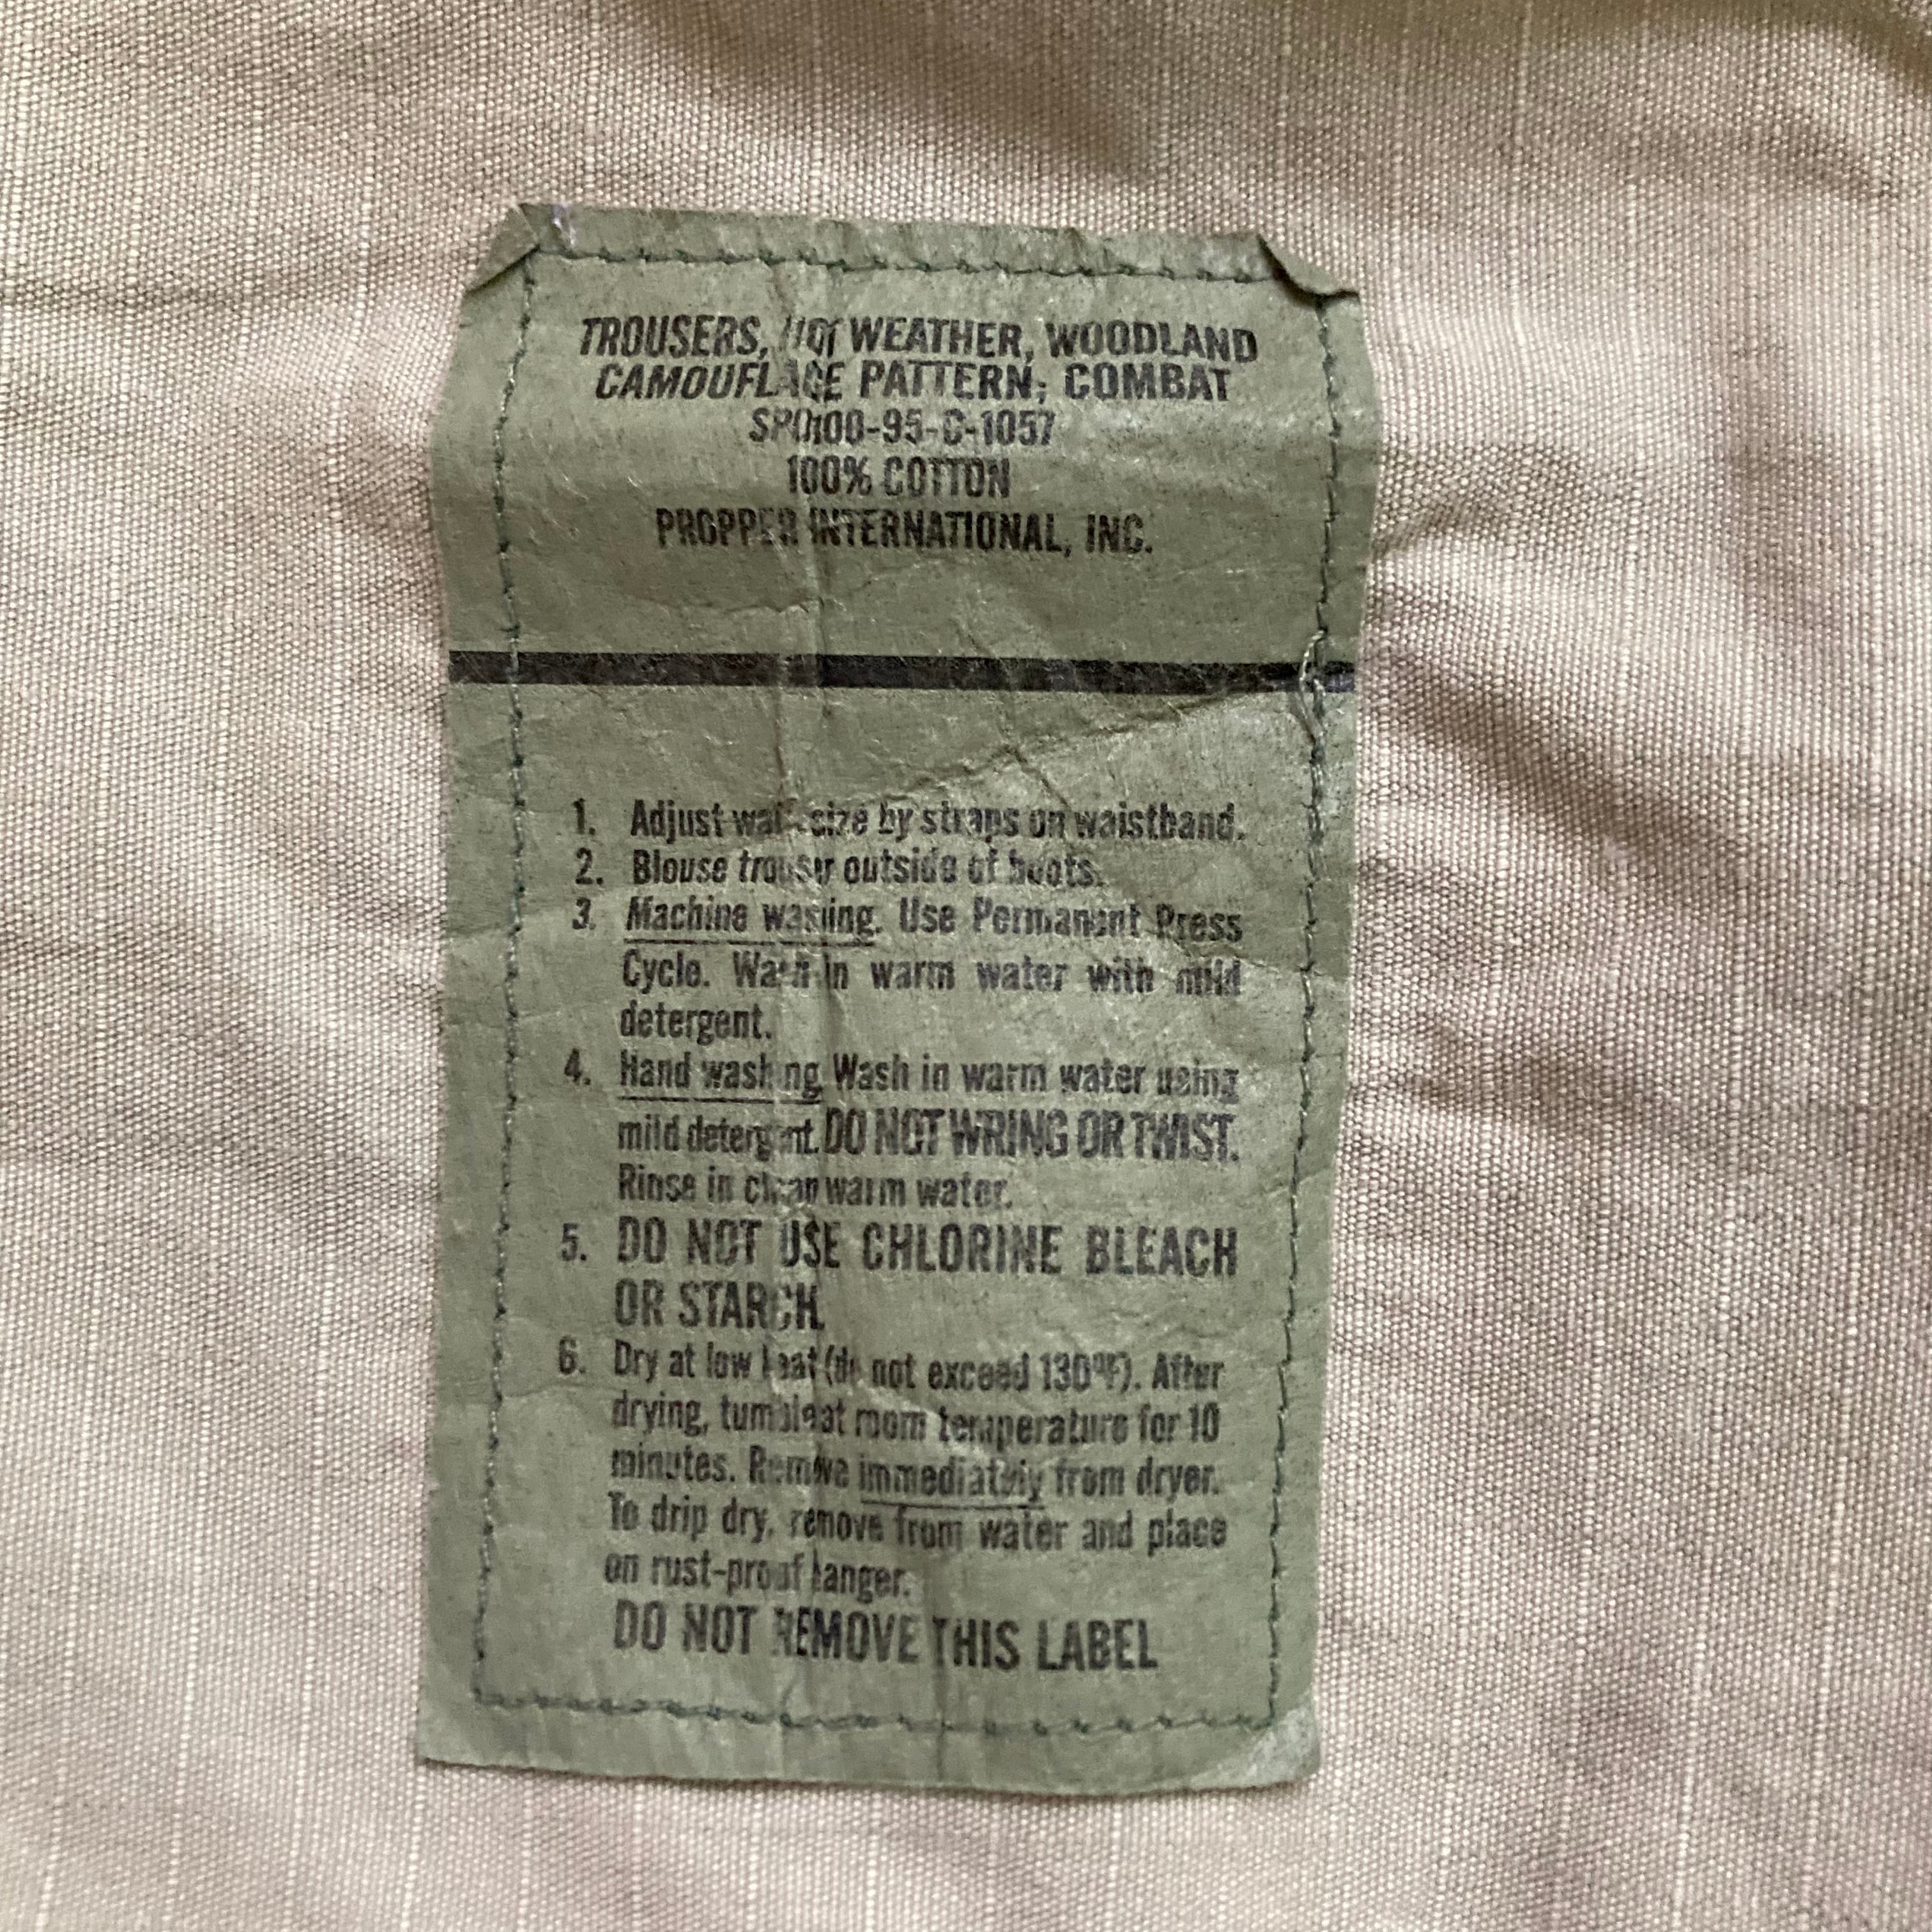 TROUSERS, HOT WEATHER, WOODLAND
CAMOUFLAGE PATTERN; COMBAT
SPO100-95-C-1057
100% COTTON
PROPPER INTERNATIONAL, INC.
1. Adjust waist size by straps on waistband.
2. Blouse trouser outside of boots.
3. Machine washing. Use Permanent Press
Cycle. Wash in warm water with mild
detergent.
4. Hand washing. Wash in warm water using
mild detergent. DO NOT WRING OR TWIST.
Rinse in clean warm water.
5. DO NOT USE CHLORINE BLEACH
OR STARCH.
6. Dry at low heat (do not exceed 130°F). After
drying, tumble at room temperature for 10
minutes. Remove immediately from dryer.
To drip dry, remove from water and place
on rust-proof hanger.
DO NOT REMOVE THIS LABEL